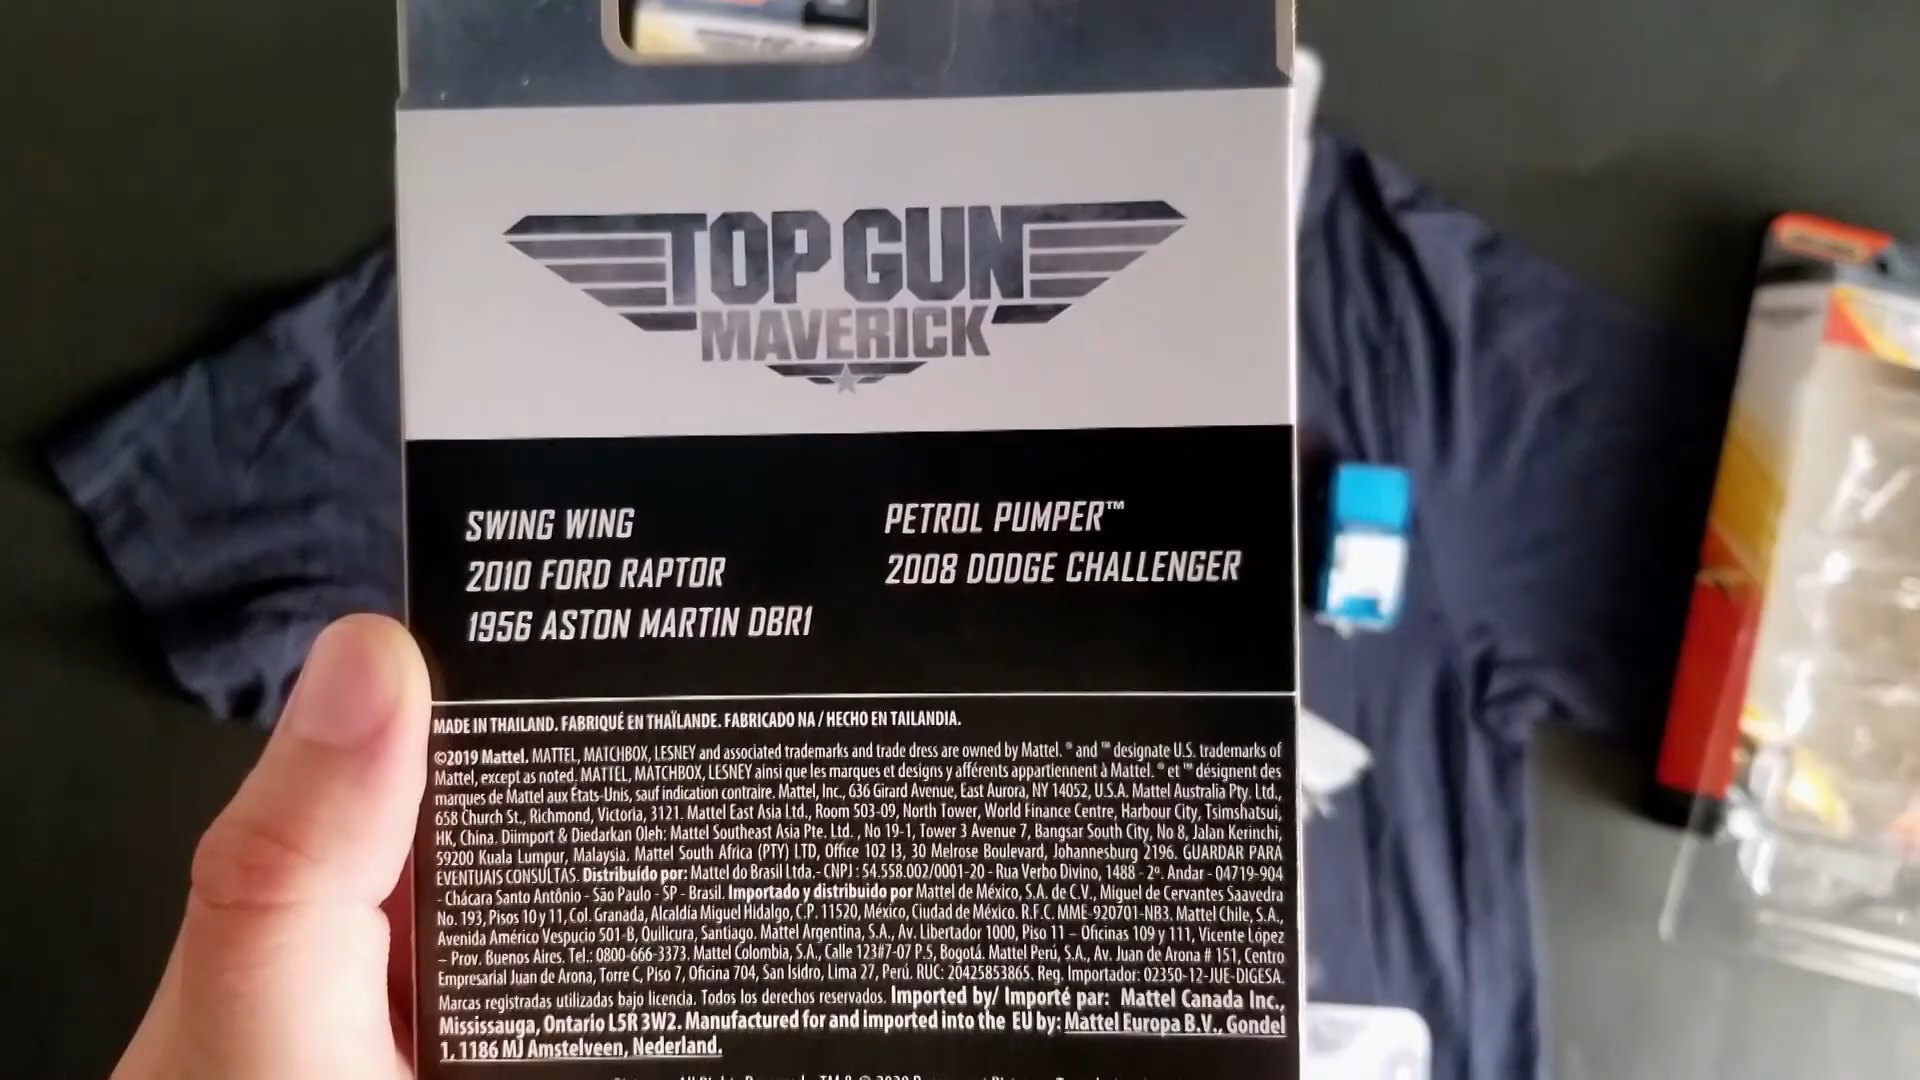 TOP GUN
MAVERICK
SWING WING
2010 FORD RAPTOR
1956 ASTON MARTIN DBR1
PETROL PUMPER™
2008 DODGE CHALLENGER
MADE IN THAILAND. FABRIQUÉ EN THAÏLANDE. FABRICADO NA / HECHO EN TAILANDIA.
©2019 Mattel. MATTEL, MATCHBOX, LESNEY and associated trademarks and trade dress are owned by Mattel. ® and ™ designate U.S. trademarks of
Mattel, except as noted. MATTEL, MATCHBOX, LESNEY ainsi que les marques et designs y afférents appartiennent à Mattel. ® et ™ désignent des
marques de Mattel aux États-Unis, sauf indication contraire. Mattel, Inc., 636 Girard Avenue, East Aurora, NY 14052, U.S.A. Mattel Australia Pty. Ltd.,
658 Church St., Richmond, Victoria, 3121. Mattel East Asia Ltd., Room 503-09, North Tower, World Finance Centre, Harbour City, Tsimshatsui,
HK, China. Diimport & Diedarkan Oleh: Mattel Southeast Asia Pte. Ltd., No 19-1, Tower 3 Avenue 7, Bangsar South City, No 8, Jalan Kerinchi,
59200 Kuala Lumpur, Malaysia. Mattel South Africa (PTY) LTD, Office 102 I3, 30 Melrose Boulevard, Johannesburg 2196. GUARDAR PARA
EVENTUAIS CONSULTAS. Distribuído por: Mattel do Brasil Ltda.- CNPJ : 54.558.002/0001-20 - Rua Verbo Divino, 1488 - 2º. Andar - 04719-904
- Chácara Santo Antônio - São Paulo - SP - Brasil. Importado y distribuido por Mattel de México, S.A. de C.V., Miguel de Cervantes Saavedra
No. 193, Pisos 10 y 11, Col. Granada, Alcaldía Miguel Hidalgo, C.P. 11520, México, Ciudad de México. R.F.C. MME-920701-NB3. Mattel Chile, S.A.,
Avenida Américo Vespucio 501-B, Quilicura, Santiago. Mattel Argentina, S.A., Av. Libertador 1000, Piso 11 – Oficinas 109 y 111, Vicente López
– Prov. Buenos Aires. Tel.: 0800-666-3373. Mattel Colombia, S.A., Calle 123#7-07 P.5, Bogotá. Mattel Perú, S.A., Av. Juan de Arona # 151, Centro
Empresarial Juan de Arona, Torre C, Piso 7, Oficina 704, San Isidro, Lima 27, Perú. RUC: 20425853865. Reg. Importador: 02350-12-JUE-DIGESA.
Marcas registradas utilizadas bajo licencia. Todos los derechos reservados. Imported by/ Importé par: Mattel Canada Inc.,
Mississauga, Ontario L5R 3W2. Manufactured for and imported into the EU by: Mattel Europa B.V., Gondel
1, 1186 MJ Amstelveen, Nederland.